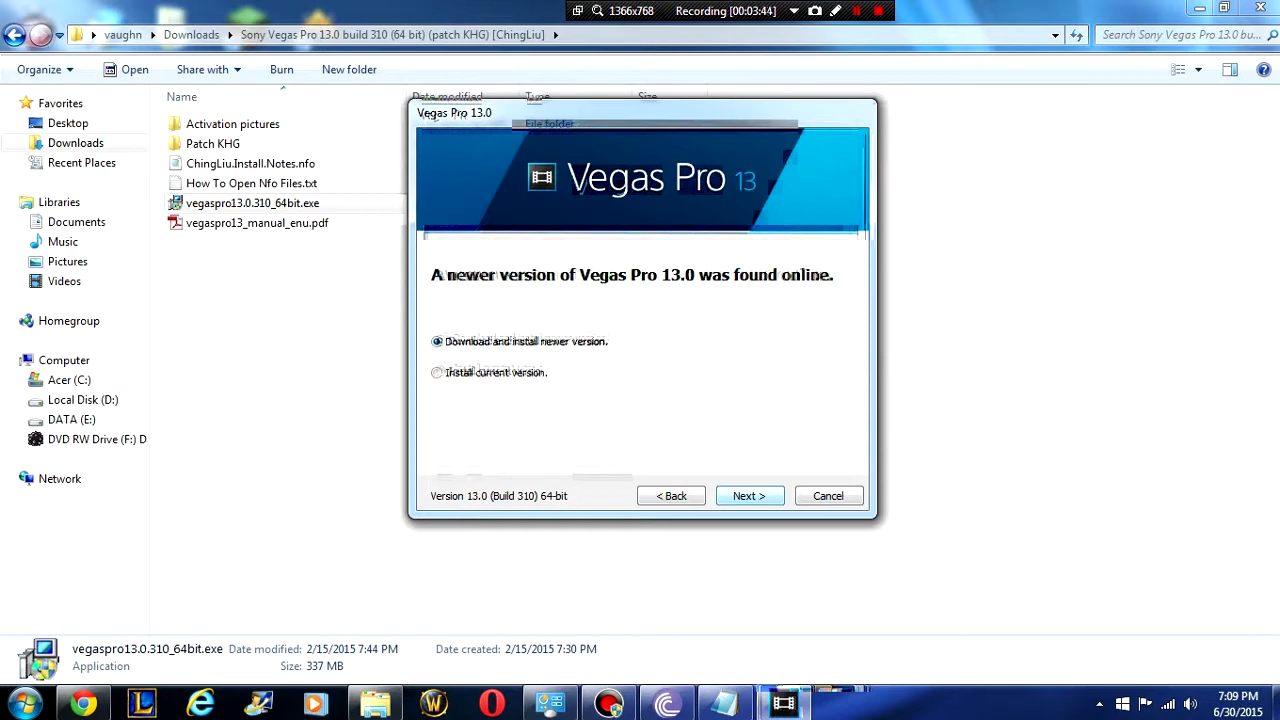 1366x768 Recording [00:03:44]
vaughn Downloads Sony Vegas Pro 13.0 build 310 (64 bit) (patch KHG) [ChingLiu]
Search Sony Vegas Pro 13.0 bu...
Organize Open Share with Burn New folder
Name Date modified Type Size
Favorites
Desktop
Downloads
Recent Places
Libraries
Documents
Music
Pictures
Videos
Homegroup
Computer
Acer (C:)
Local Disk (D:)
DATA (E:)
DVD RW Drive (F:) D
Network
Activation pictures
File folder
Patch KHG
ChingLiu.Install.Notes.nfo
How To Open Nfo Files.txt
vegaspro13.0.310_64bit.exe
vegaspro13_manual_enu.pdf
Vegas Pro 13.0
Vegas Pro 13
A newer version of Vegas Pro 13.0 was found online.
Download and install newer version.
Install current version.
Version 13.0 (Build 310) 64-bit
< Back Next > Cancel
vegaspro13.0.310_64bit.exe Date modified: 2/15/2015 7:44 PM Date created: 2/15/2015 7:30 PM
Application Size: 337 MB
7:09 PM
6/30/2015